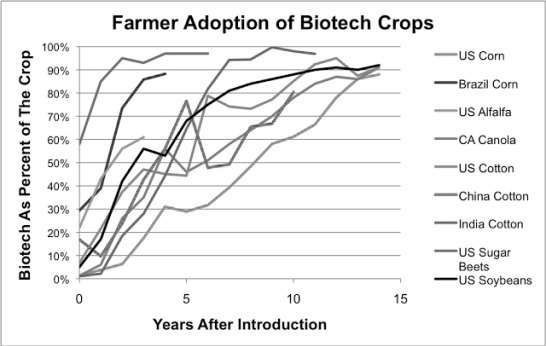 Farmer Adoption of Biotech Crops
Biotech As Percent of The Crop
100%
90%
80%
70%
60%
50%
40%
30%
20%
10%
0%
0
5
10
15
Years After Introduction
US Corn
Brazil Corn
US Alfalfa
CA Canola
US Cotton
China Cotton
India Cotton
US Sugar
Beets
US Soybeans